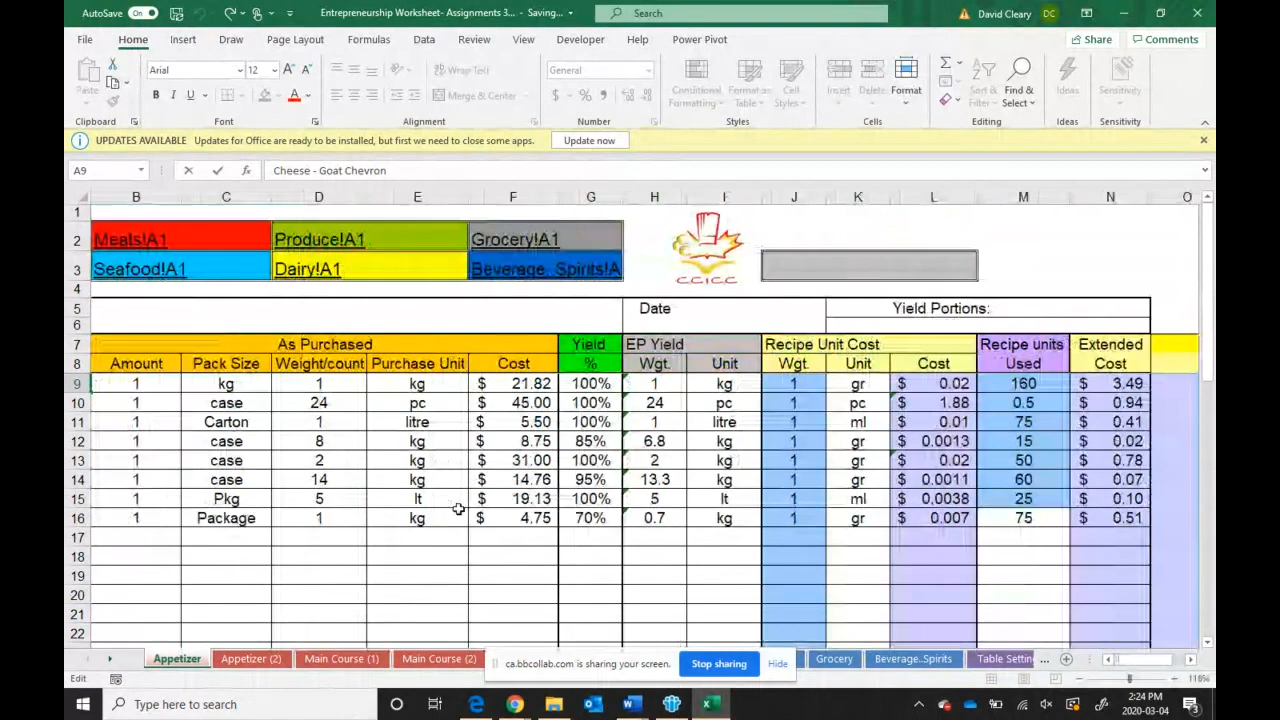 AutoSave On Entrepreneurship Worksheet- Assignments 3... - Saving... Search David Cleary DC
File Home Insert Draw Page Layout Formulas Data Review View Developer Help Power Pivot Share Comments
Arial 12 Wrap Text General
Paste B I U Merge & Center $ % Conditional Formatting Format as Table Cell Styles Insert Delete Format Sort & Filter Find & Select Ideas Sensitivity
Clipboard Font Alignment Number Styles Cells Editing Ideas Sensitivity
UPDATES AVAILABLE Updates for Office are ready to be installed, but first we need to close some apps. Update now
A9 fx Cheese - Goat Chevron
B C D E F G H I J K L M N O
1
2 Meals!A1 Produce!A1 Grocery!A1
3 Seafood!A1 Dairy!A1 Beverage, Spirits!A
CCICC
4
5 Date Yield Portions:
6
7 As Purchased Yield EP Yield Recipe Unit Cost Recipe units Extended
8 Amount Pack Size Weight/count Purchase Unit Cost % Wgt. Unit Wgt. Unit Cost Used Cost
9 1 kg 1 kg $ 21.82 100% 1 kg 1 gr $ 0.02 160 $ 3.49
10 1 case 24 pc $ 45.00 100% 24 pc 1 pc $ 1.88 0.5 $ 0.94
11 1 Carton 1 litre $ 5.50 100% 1 litre 1 ml $ 0.01 75 $ 0.41
12 1 case 8 kg $ 8.75 85% 6.8 kg 1 gr $ 0.0013 15 $ 0.02
13 1 case 2 kg $ 31.00 100% 2 kg 1 gr $ 0.02 50 $ 0.78
14 1 case 14 kg $ 14.76 95% 13.3 kg 1 gr $ 0.0011 60 $ 0.07
15 1 Pkg 5 lt $ 19.13 100% 5 lt 1 ml $ 0.0038 25 $ 0.10
16 1 Package 1 kg $ 4.75 70% 0.7 kg 1 gr $ 0.007 75 $ 0.51
17
18
19
20
21
22
Appetizer Appetizer (2) Main Course (1) Main Course (2) ca.bbcollab.com is sharing your screen. Stop sharing Hide Grocery Beverage..Spirits Table Setting ...
Edit 118%
Type here to search 2:24 PM
2020-03-04 3